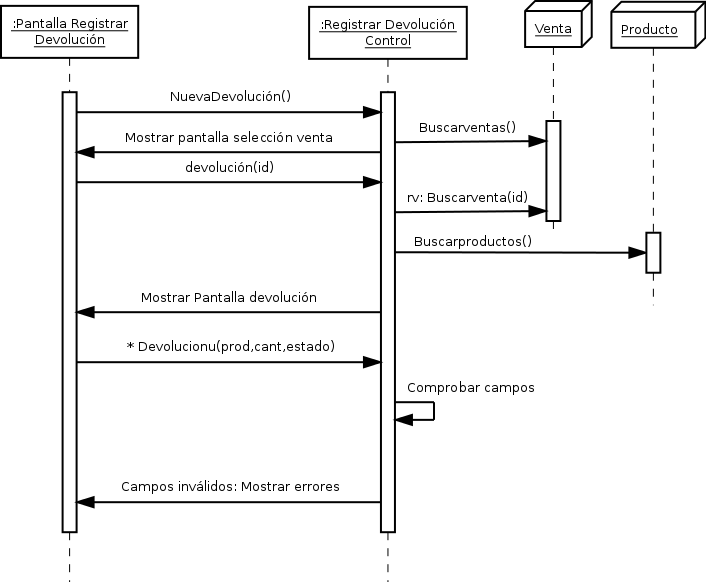 :Pantalla Registrar
Devolución
:Registrar Devolución
Control
Venta
Producto
NuevaDevolución()
Buscarventas()
Mostrar pantalla selección venta
devolución(id)
rv: Buscarventa(id)
Buscarproductos()
Mostrar Pantalla devolución
* Devolucionu(prod,cant,estado)
Comprobar campos
Campos inválidos: Mostrar errores